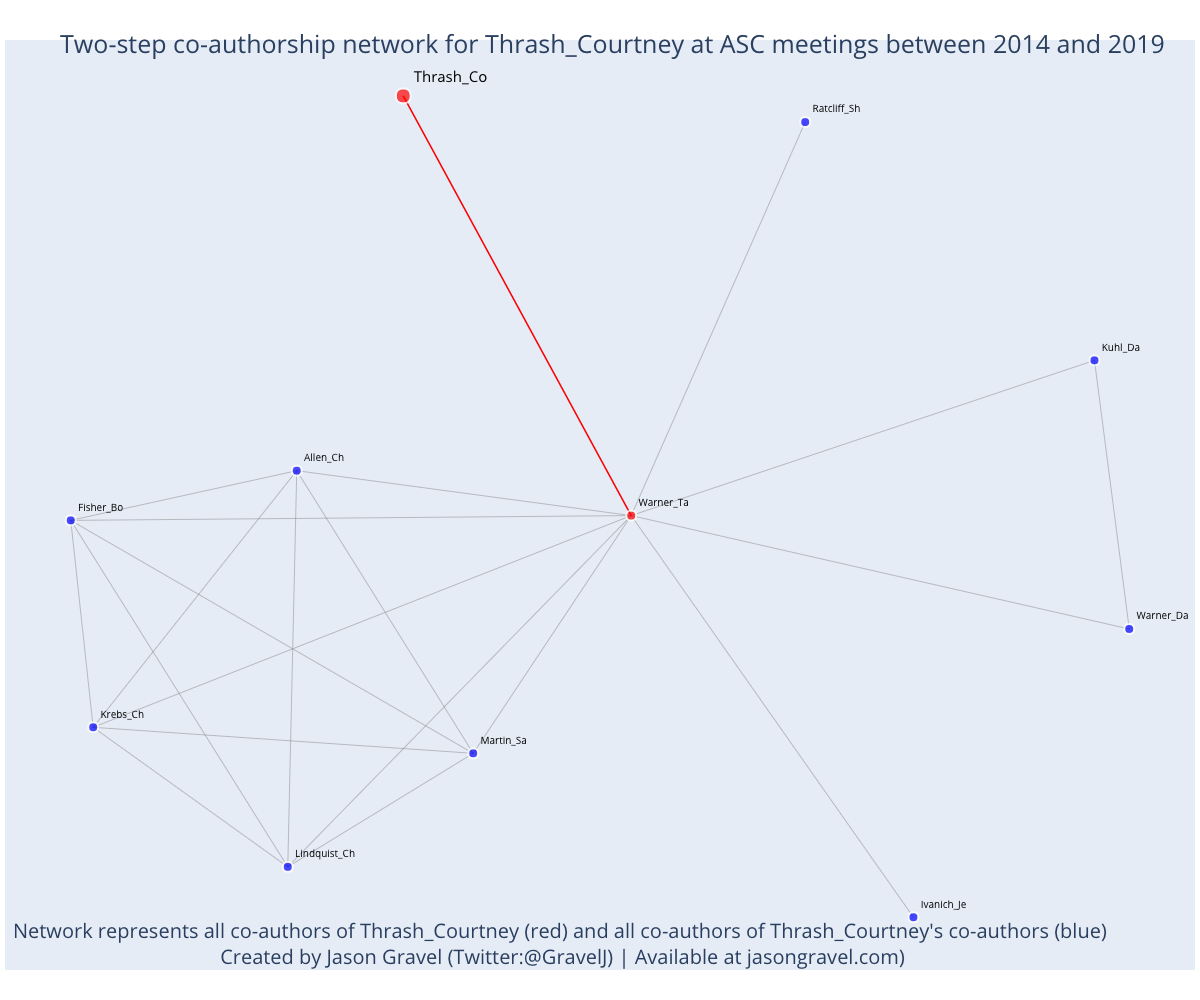 Two-step co-authorship network for Thrash_Courtney at ASC meetings between 2014 and 2019
Thrash_Co
Ratcliff_Sh
Kuhl_Da
Allen_Ch
Warner_Ta
Fisher_Bo
Warner_Da
Krebs_Ch
Martin_Sa
Lindquist_Ch
Ivanich_Je
Network represents all co-authors of Thrash_Courtney (red) and all co-authors of Thrash_Courtney's co-authors (blue)
Created by Jason Gravel (Twitter:@GravelJ) | Available at jasongravel.com)